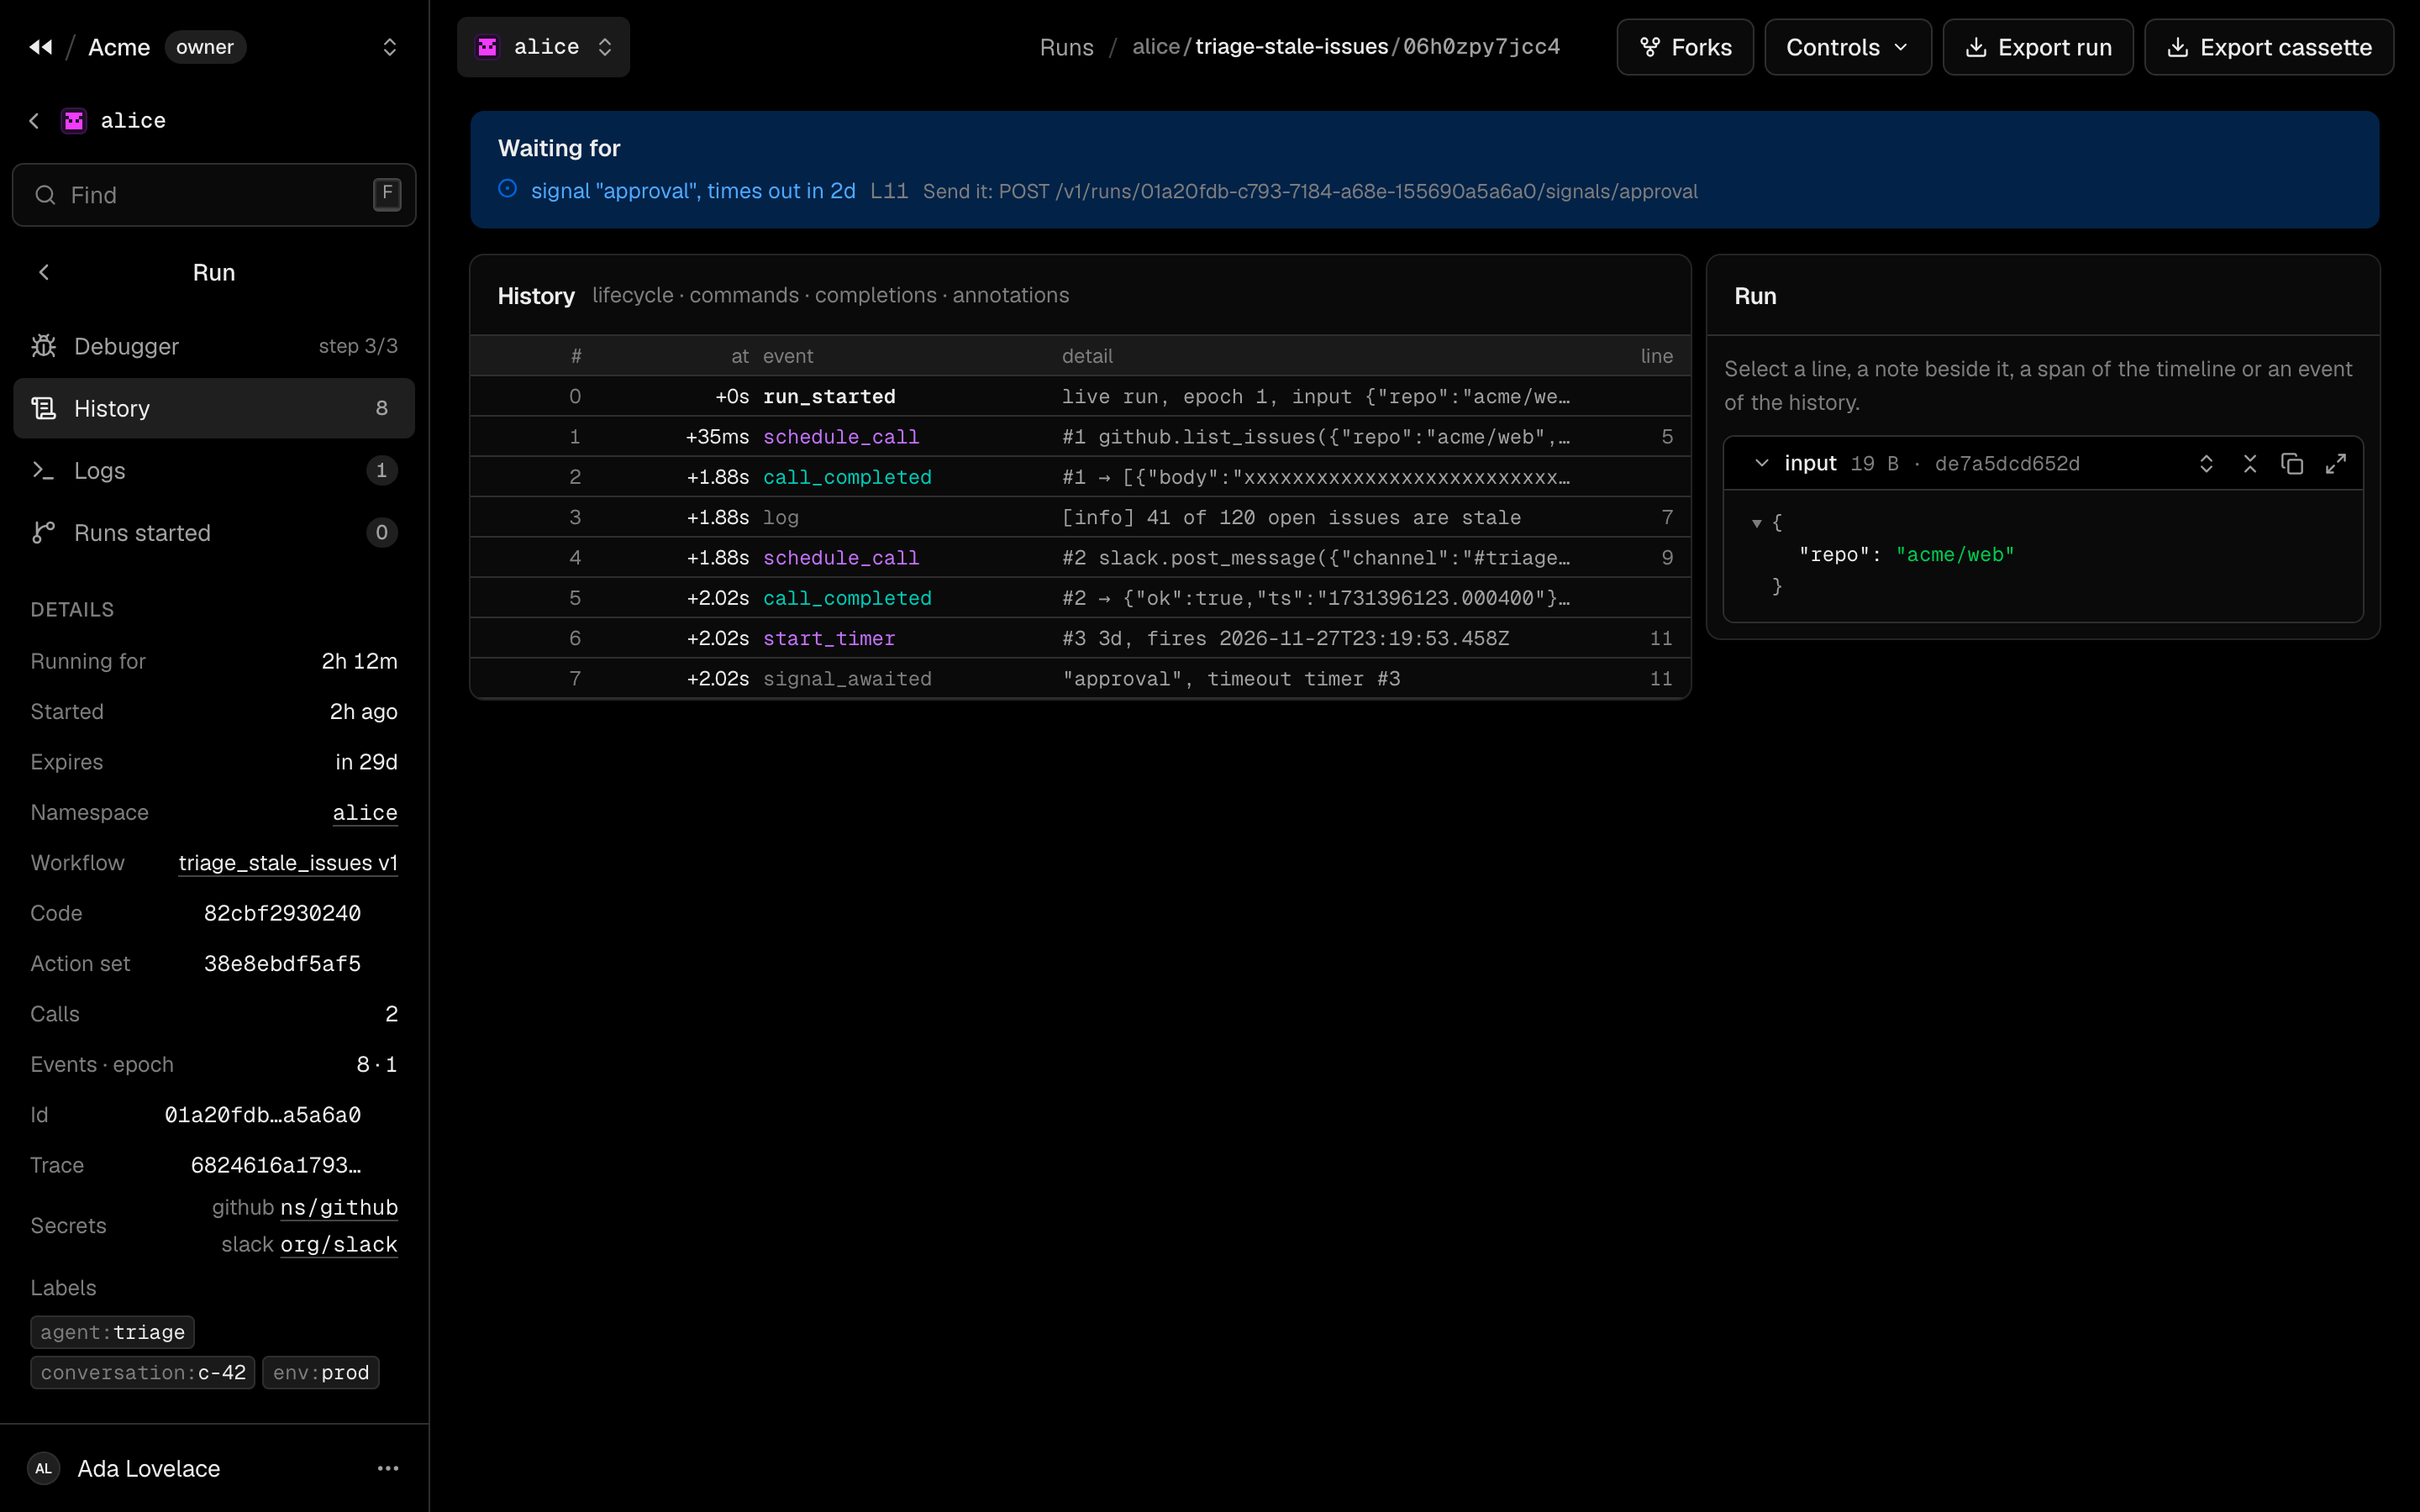 / Acme owner
alice
Find F
Run
Debugger step 3/3
History 8
Logs 1
Runs started 0
DETAILS
Running for 2h 12m
Started 2h ago
Expires in 29d
Namespace alice
Workflow triage_stale_issues v1
Code 82cbf2930240
Action set 38e8ebdf5af5
Calls 2
Events · epoch 8 · 1
Id 01a20fdb…a5a6a0
Trace 6824616a1793…
Secrets github ns/github
slack org/slack
Labels
agent:triage
conversation:c-42 env:prod
AL Ada Lovelace
alice
Runs / alice/triage-stale-issues/06h0zpy7jcc4
Forks Controls Export run Export cassette
Waiting for
signal "approval", times out in 2d L11 Send it: POST /v1/runs/01a20fdb-c793-7184-a68e-155690a5a6a0/signals/approval
History lifecycle · commands · completions · annotations
# at event detail line
0 +0s run_started live run, epoch 1, input {"repo":"acme/we…
1 +35ms schedule_call #1 github.list_issues({"repo":"acme/web",… 5
2 +1.88s call_completed #1 → [{"body":"xxxxxxxxxxxxxxxxxxxxxxxxxx…
3 +1.88s log [info] 41 of 120 open issues are stale 7
4 +1.88s schedule_call #2 slack.post_message({"channel":"#triage… 9
5 +2.02s call_completed #2 → {"ok":true,"ts":"1731396123.000400"}…
6 +2.02s start_timer #3 3d, fires 2026-11-27T23:19:53.458Z 11
7 +2.02s signal_awaited "approval", timeout timer #3 11
Run
Select a line, a note beside it, a span of the timeline or an event
of the history.
input 19 B · de7a5dcd652d
{
"repo": "acme/web"
}